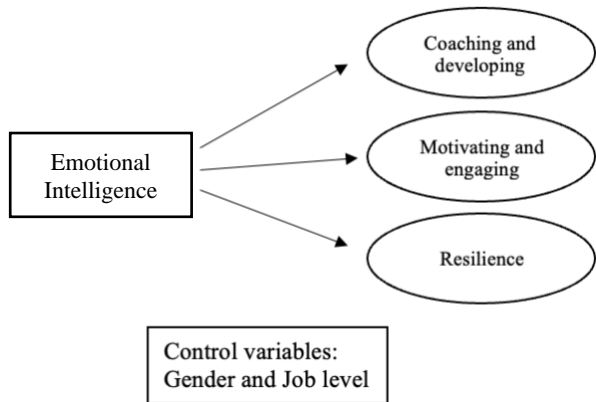 Coaching and
developing
Emotional
Intelligence
Motivating and
engaging
Resilience
Control variables:
Gender and Job level